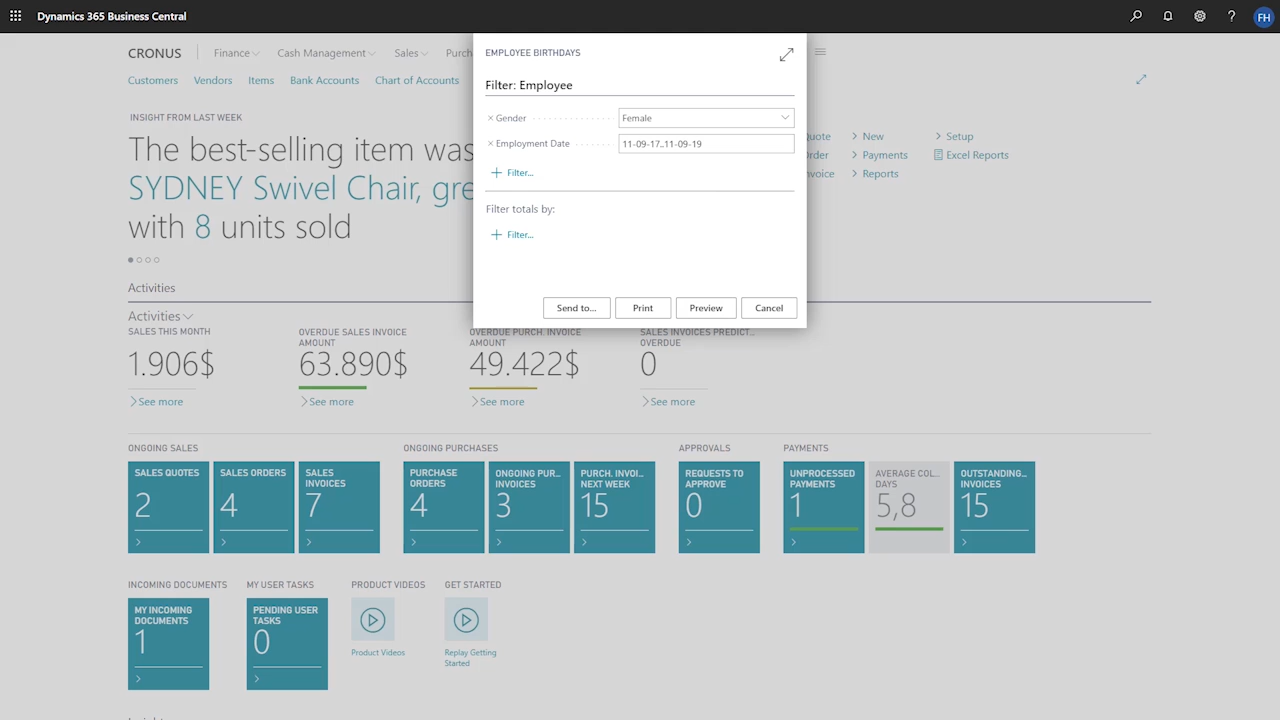 Dynamics 365 Business Central
?
FH
CRONUS
Finance
Cash Management
Sales
Purch
Customers
Vendors
Items
Bank Accounts
Chart of Accounts
EMPLOYEE BIRTHDAYS
Filter: Employee
Gender
Female
Employment Date
11-09-17..11-09-19
Filter...
Filter totals by:
Filter...
Send to...
Print
Preview
Cancel
INSIGHT FROM LAST WEEK
The best-selling item was
SYDNEY Swivel Chair, gre
with 8 units sold
uote
New
Setup
rder
Payments
Excel Reports
nvoice
Reports
Activities
Activities
SALES THIS MONTH
1.906$
See more
OVERDUE SALES INVOICE
AMOUNT
63.890$
See more
OVERDUE PURCH. INVOICE
AMOUNT
49.422$
See more
SALES INVOICES PREDICT...
OVERDUE
0
See more
ONGOING SALES
SALES QUOTES
2
SALES ORDERS
4
SALES
INVOICES
7
ONGOING PURCHASES
PURCHASE
ORDERS
4
ONGOING PUR...
INVOICES
3
PURCH. INVOI...
NEXT WEEK
15
APPROVALS
REQUESTS TO
APPROVE
0
PAYMENTS
UNPROCESSED
PAYMENTS
1
AVERAGE COL...
DAYS
5,8
OUTSTANDING...
INVOICES
15
INCOMING DOCUMENTS
MY INCOMING
DOCUMENTS
1
MY USER TASKS
PENDING USER
TASKS
0
PRODUCT VIDEOS
Product Videos
GET STARTED
Replay Getting
Started